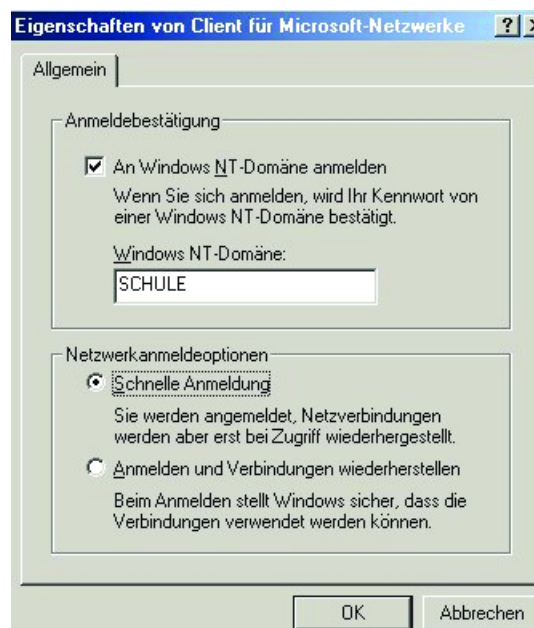 Eigenschaften von Client für Microsoft-Netzwerke
Allgemein
Anmeldebestätigung
An Windows NT-Domäne anmelden
Wenn Sie sich anmelden, wird Ihr Kennwort von
einer Windows NT-Domäne bestätigt.
Windows NT-Domäne:
SCHULE
Netzwerkanmeldeoptionen
Schnelle Anmeldung
Sie werden angemeldet, Netzverbindungen
werden aber erst bei Zugriff wiederhergestellt.
Anmelden und Verbindungen wiederherstellen
Beim Anmelden stellt Windows sicher, dass die
Verbindungen verwendet werden können.
OK
Abbrechen